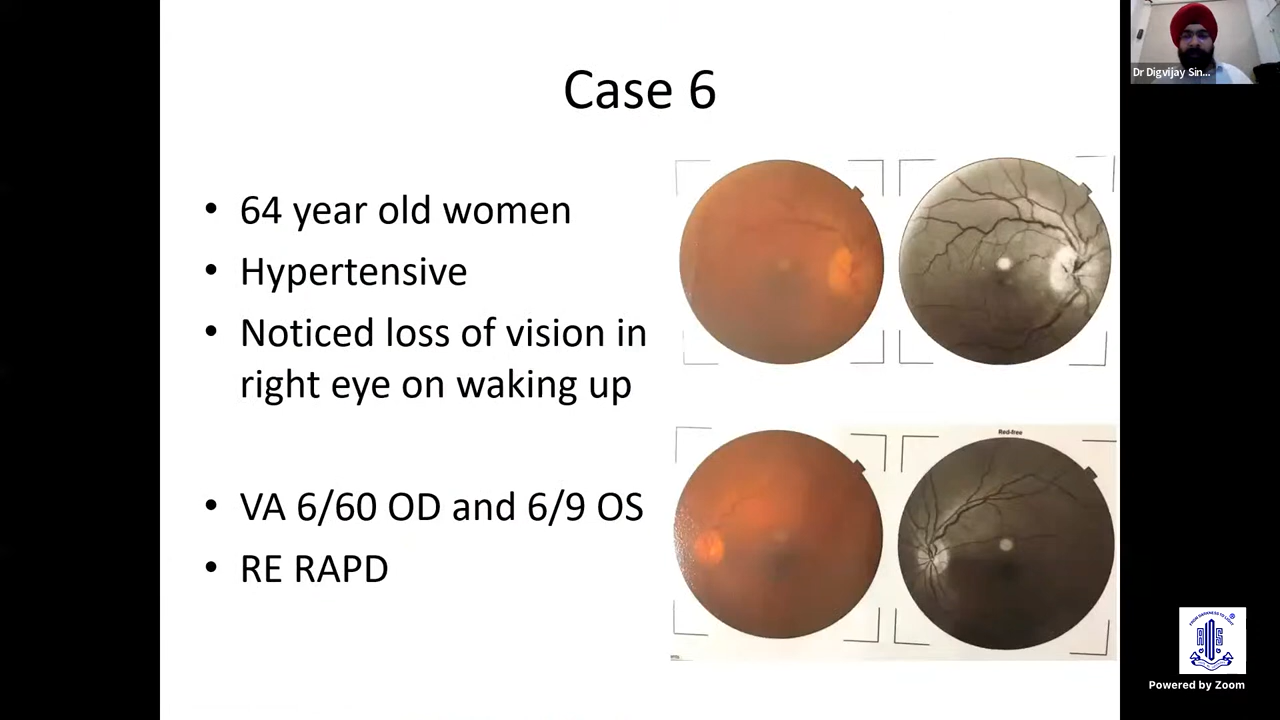 Case 6
• 64 year old women
• Hypertensive
• Noticed loss of vision in
right eye on waking up
• VA 6/60 OD and 6/9 OS
• RE RAPD
Red-free
Dr Digvijay Sin...
Powered by Zoom